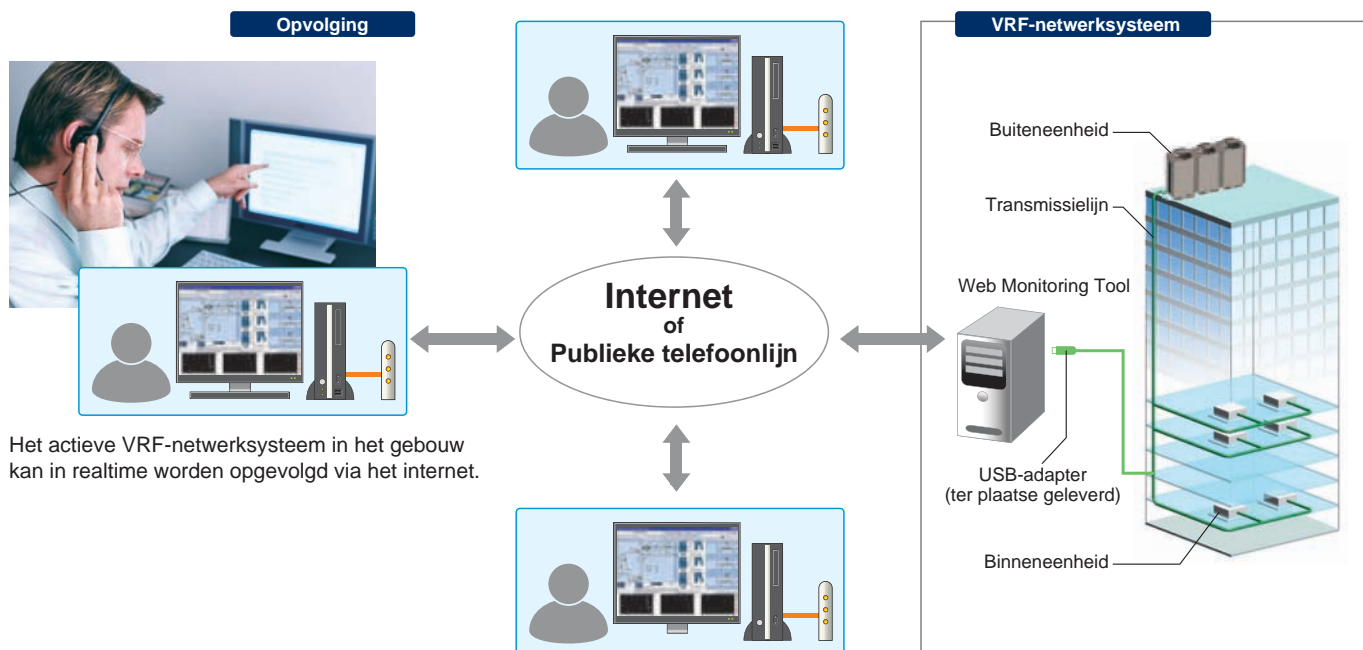 Opvolging
VRF-netwerksysteem
Buiteneenheid
Transmissielijn
Web Monitoring Tool
Internet
of
Publieke telefoonlijn
Het actieve VRF-netwerksysteem in het gebouw
kan in realtime worden opgevolgd via het internet.
USB-adapter
(ter plaatse geleverd)
Binneneenheid